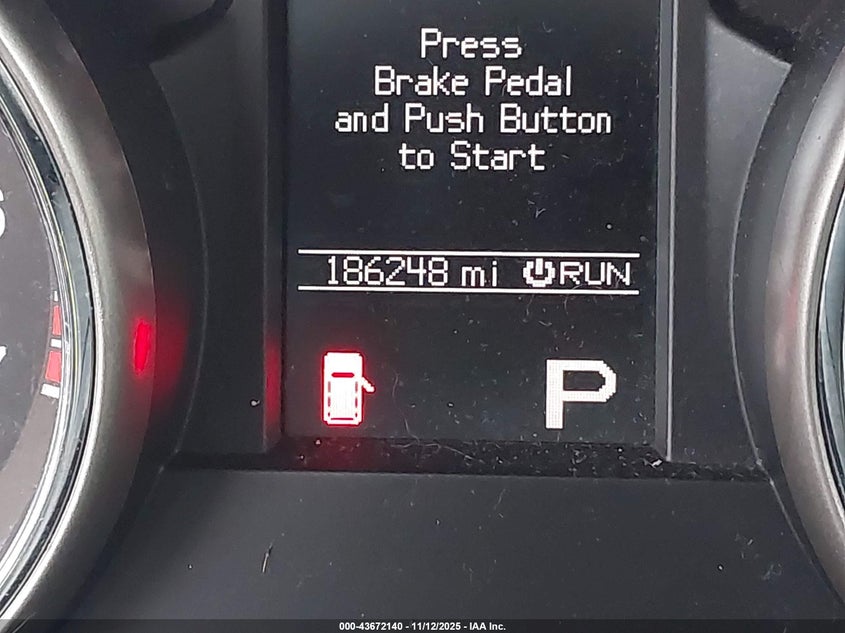 Press
Brake Pedal
and Push Button
to Start
186248 mi RUN
P
000-43672140 - 11/12/2025 - IAA Inc.